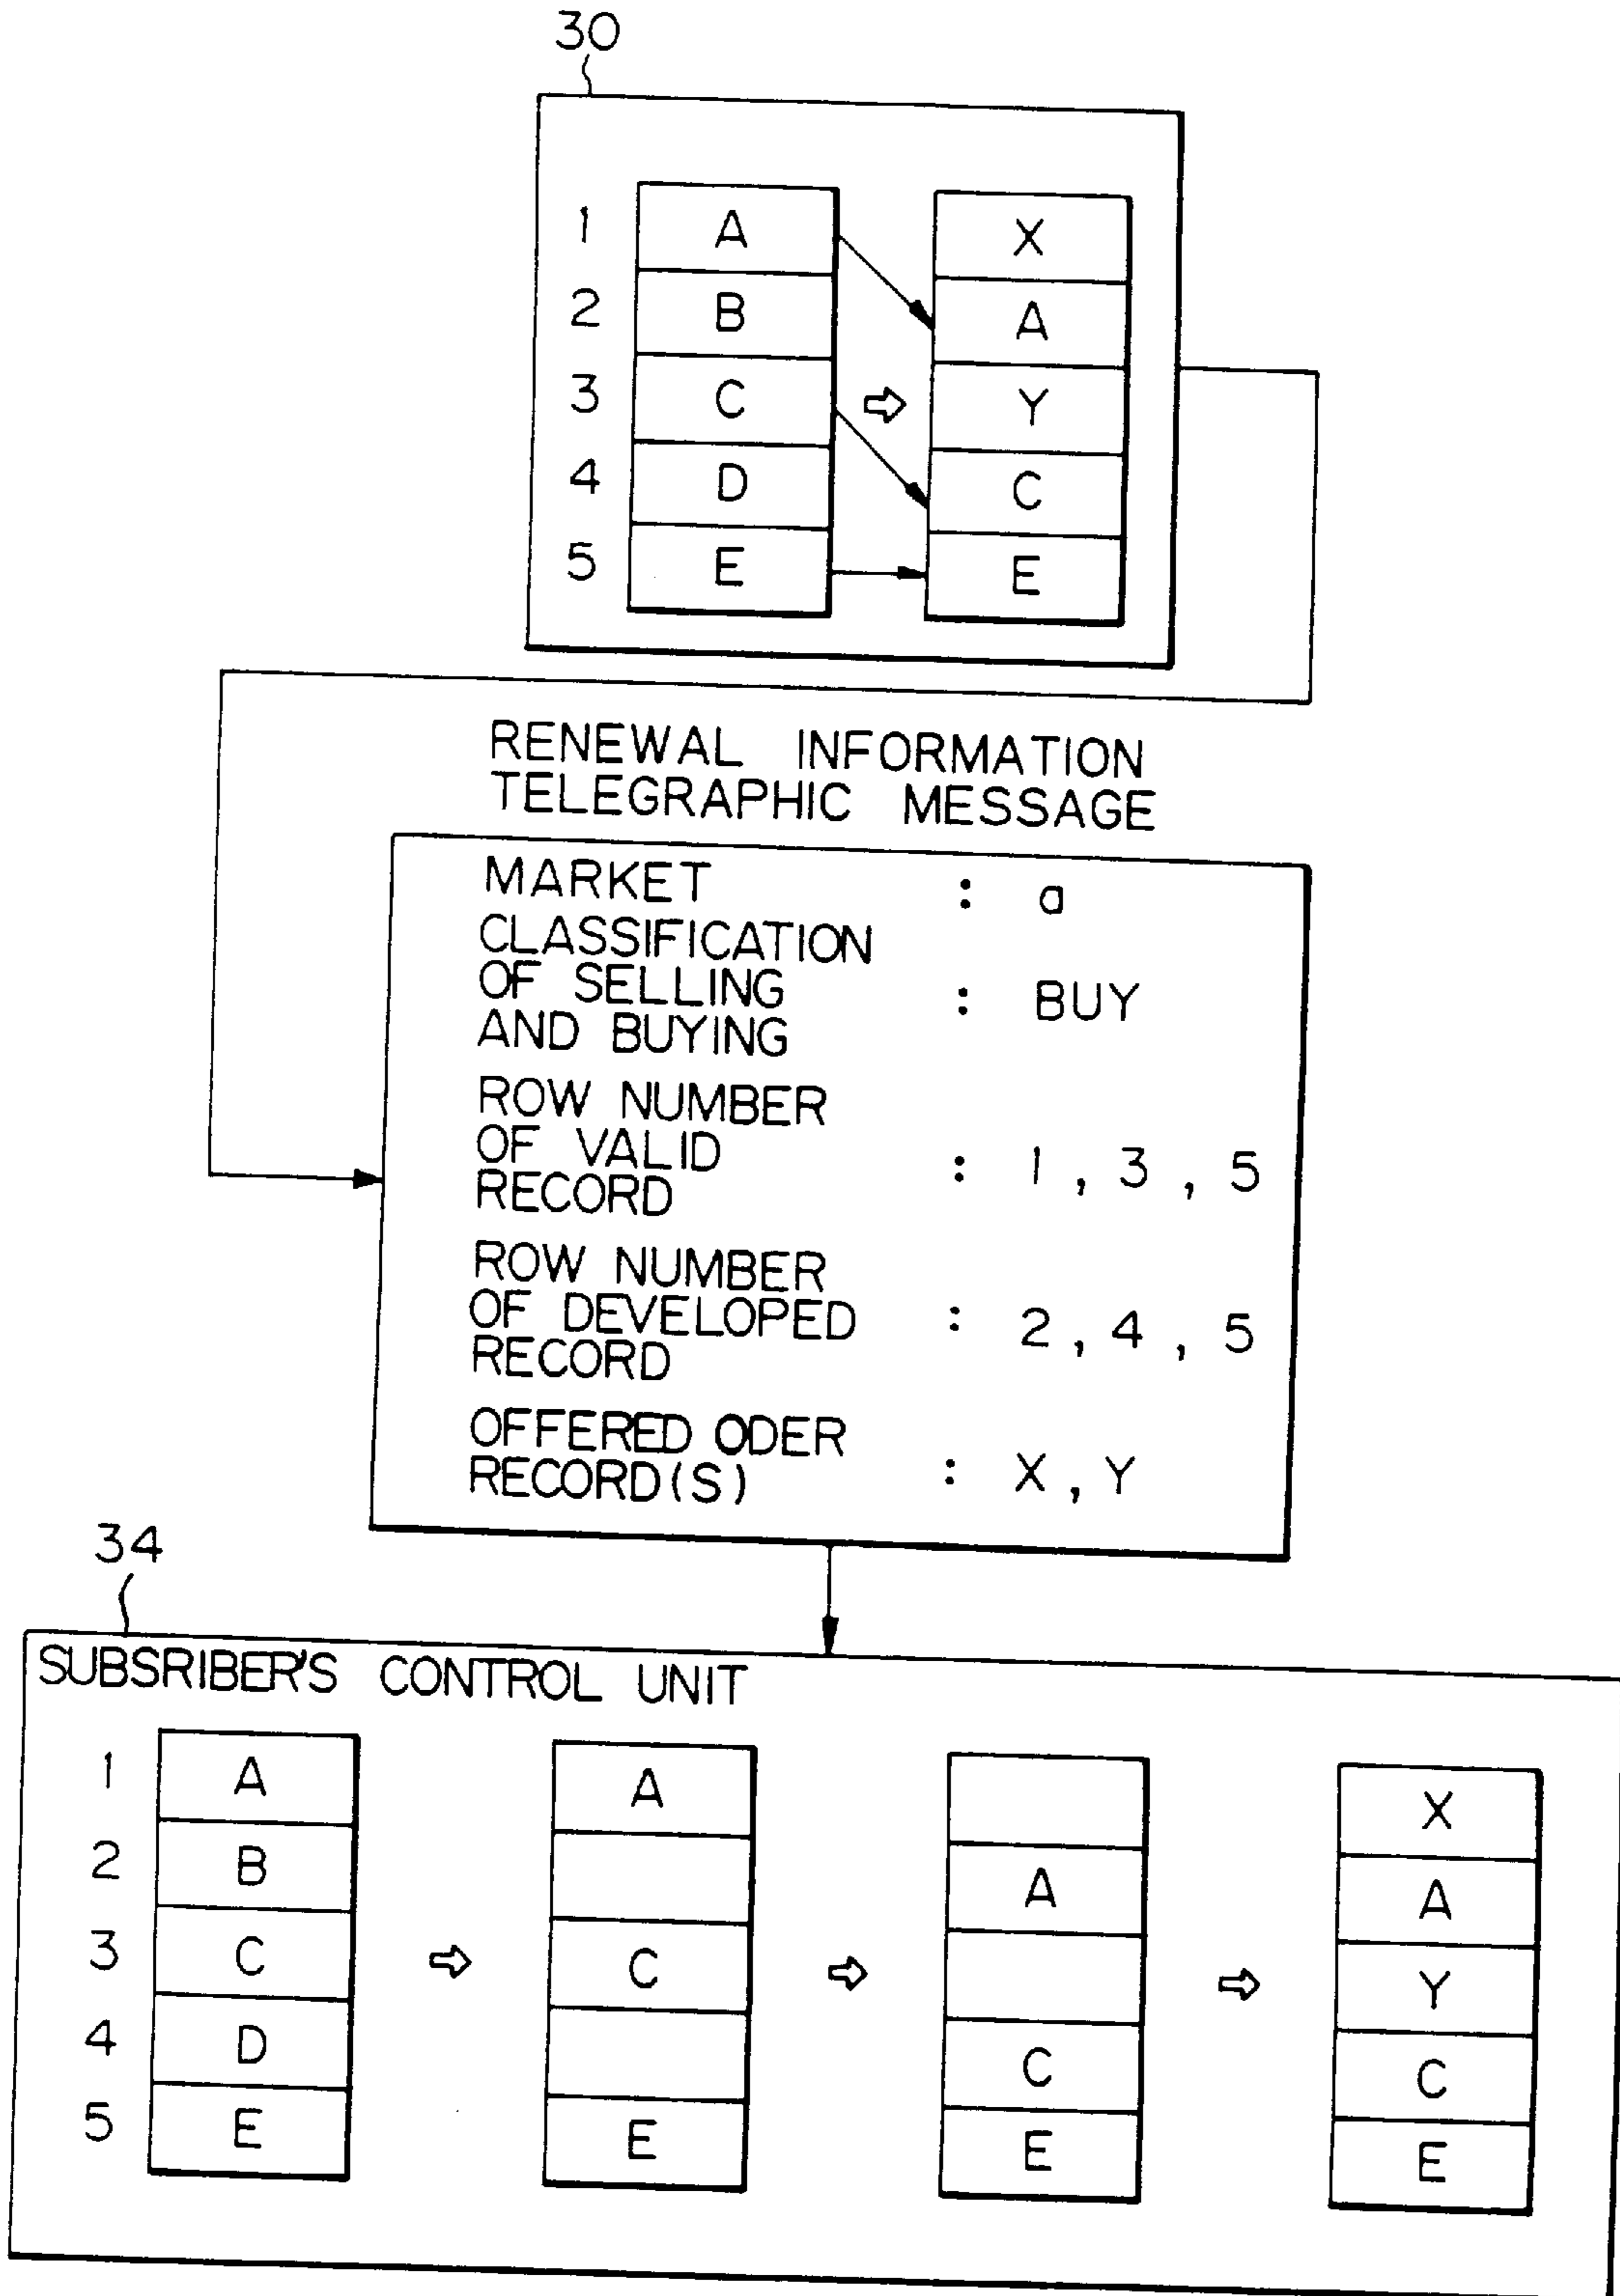 30
1 A X
2 B A
3 C Y
4 D C
5 E E
RENEWAL INFORMATION
TELEGRAPHIC MESSAGE
MARKET : a
CLASSIFICATION
OF SELLING : BUY
AND BUYING
ROW NUMBER
OF VALID
RECORD : 1, 3, 5
ROW NUMBER
OF DEVELOPED : 2, 4, 5
RECORD
OFFERED ODER
RECORD(S) : X, Y
34
SUBSRIBER'S CONTROL UNIT
1 A A X
2 B A A
3 C C Y
4 D C C
5 E E E E